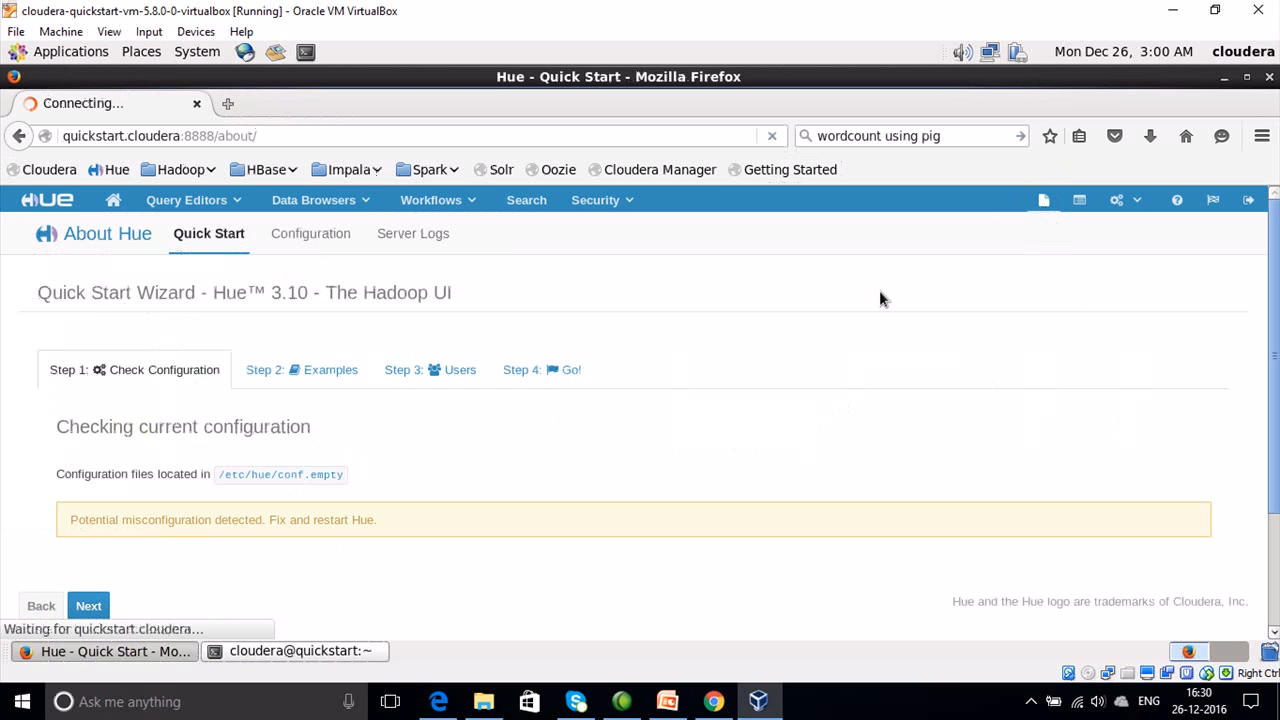 cloudera-quickstart-vm-5.8.0-0-virtualbox [Running] - Oracle VM VirtualBox
File Machine View Input Devices Help
Applications Places System Mon Dec 26, 3:00 AM cloudera
Hue - Quick Start - Mozilla Firefox
Connecting...
quickstart.cloudera:8888/about/ wordcount using pig
Cloudera Hue Hadoop HBase Impala Spark Solr Oozie Cloudera Manager Getting Started
HUE Query Editors Data Browsers Workflows Search Security
About Hue Quick Start Configuration Server Logs
Quick Start Wizard - Hue™ 3.10 - The Hadoop UI
Step 1: Check Configuration Step 2: Examples Step 3: Users Step 4: Go!
Checking current configuration
Configuration files located in /etc/hue/conf.empty
Potential misconfiguration detected. Fix and restart Hue.
Back Next Hue and the Hue logo are trademarks of Cloudera, Inc.
Waiting for quickstart.cloudera...
Hue - Quick Start - Mo... cloudera@quickstart:~
Right Ctrl
Ask me anything ENG 16:30
26-12-2016